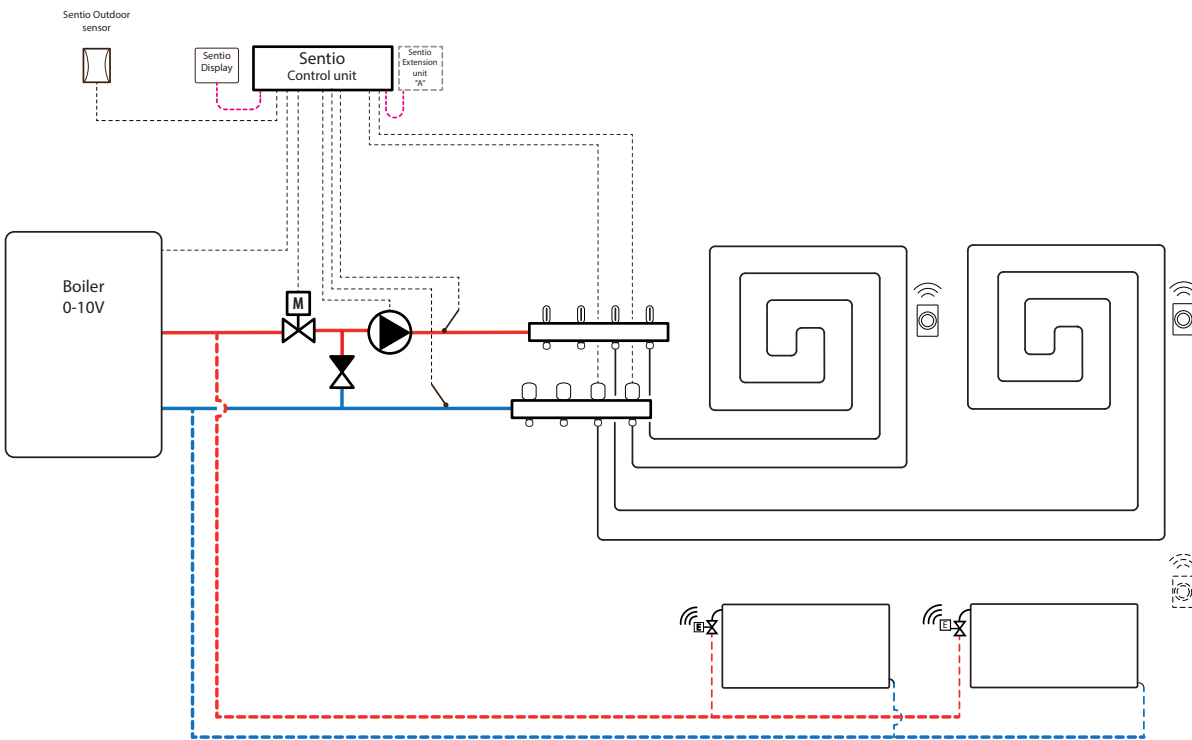 Sentio Outdoor
sensor
Sentio
Display
Sentio
Control unit
Sentio
Extension
unit
"A"
Boiler
0-10V
M
E
E